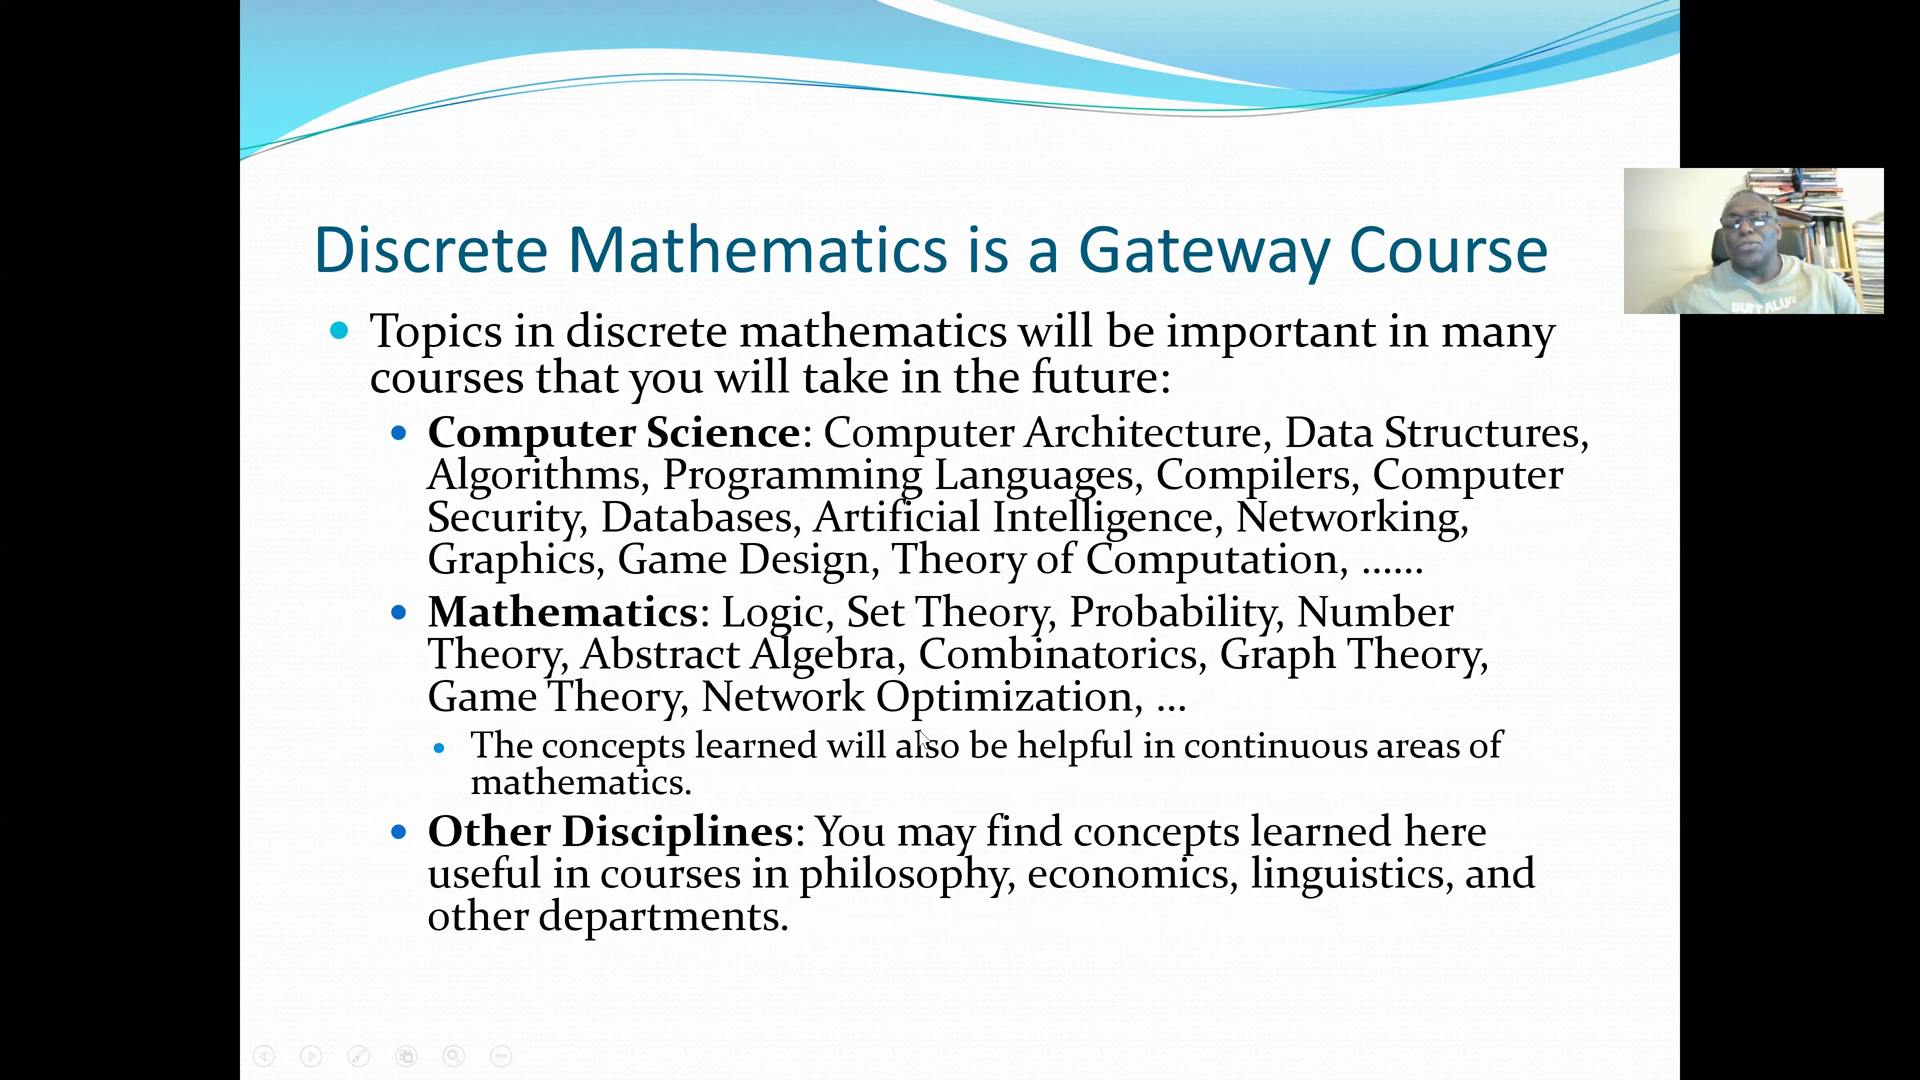 Discrete Mathematics is a Gateway Course
• Topics in discrete mathematics will be important in many
courses that you will take in the future:
• Computer Science: Computer Architecture, Data Structures,
Algorithms, Programming Languages, Compilers, Computer
Security, Databases, Artificial Intelligence, Networking,
Graphics, Game Design, Theory of Computation, ......
• Mathematics: Logic, Set Theory, Probability, Number
Theory, Abstract Algebra, Combinatorics, Graph Theory,
Game Theory, Network Optimization, ...
• The concepts learned will also be helpful in continuous areas of
mathematics.
• Other Disciplines: You may find concepts learned here
useful in courses in philosophy, economics, linguistics, and
other departments.